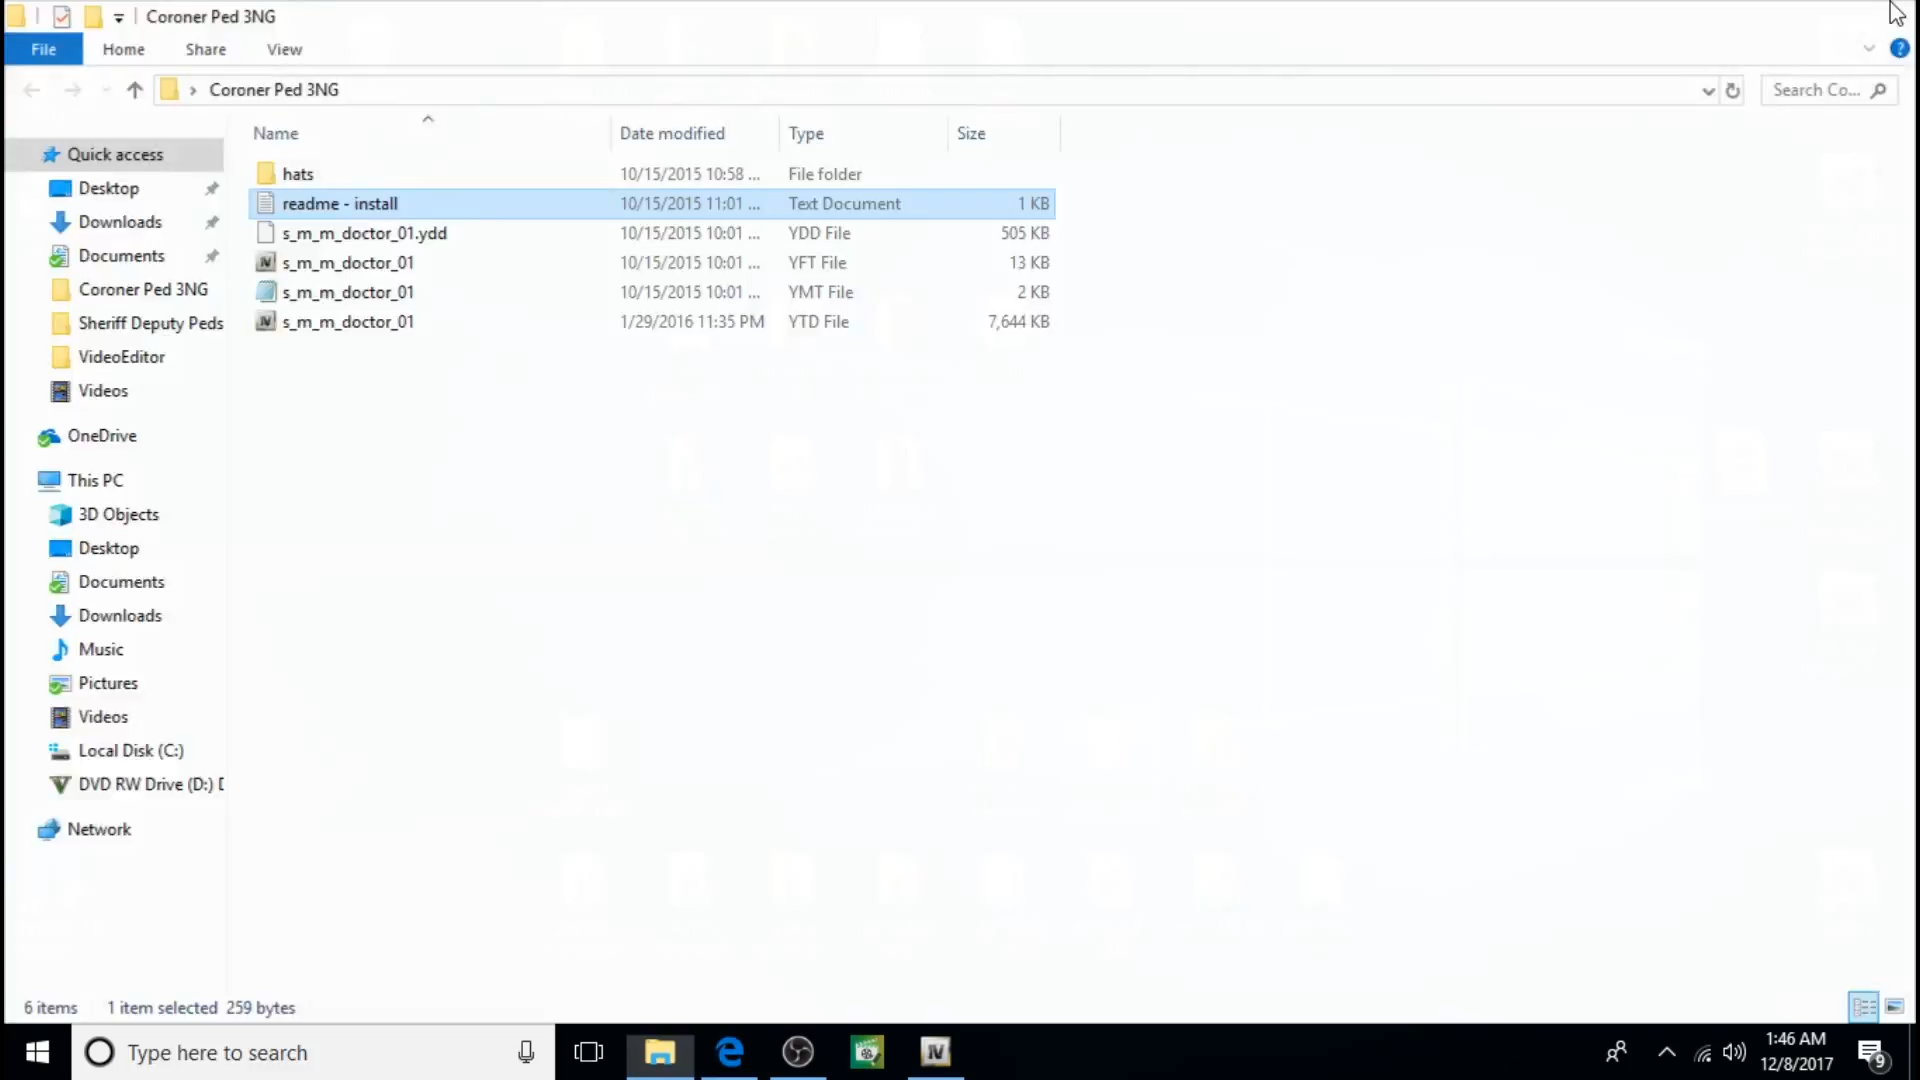 Coroner Ped 3NG
File Home Share View
Coroner Ped 3NG
Search Co...
Name Date modified Type Size
Quick access
Desktop
Downloads
Documents
Coroner Ped 3NG
Sheriff Deputy Peds
VideoEditor
Videos
OneDrive
This PC
3D Objects
Desktop
Documents
Downloads
Music
Pictures
Videos
Local Disk (C:)
DVD RW Drive (D:)
Network
hats 10/15/2015 10:58 ... File folder
readme - install 10/15/2015 11:01 ... Text Document 1 KB
s_m_m_doctor_01.ydd 10/15/2015 10:01 ... YDD File 505 KB
s_m_m_doctor_01 10/15/2015 10:01 ... YFT File 13 KB
s_m_m_doctor_01 10/15/2015 10:01 ... YMT File 2 KB
s_m_m_doctor_01 1/29/2016 11:35 PM YTD File 7,644 KB
6 items 1 item selected 259 bytes
Type here to search
IV
1:46 AM
12/8/2017
9